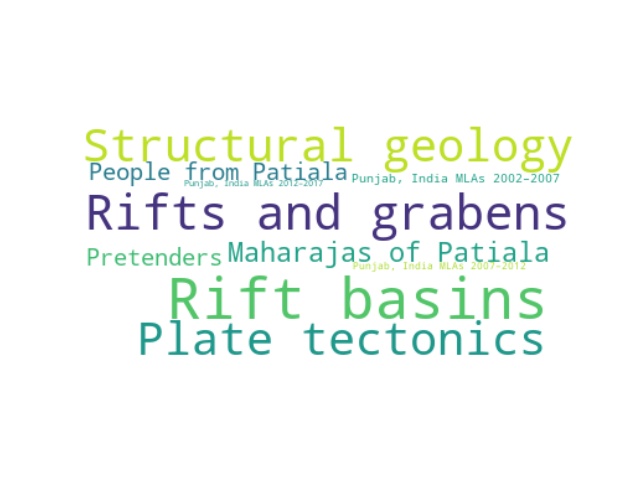 Structural geology
People from Patiala
Punjab, India MLAs 2002-2007
Punjab, India MLAs 2012-2017
Rifts and grabens
Pretenders
Maharajas of Patiala
Punjab, India MLAs 2007-2012
Rift basins
Plate tectonics